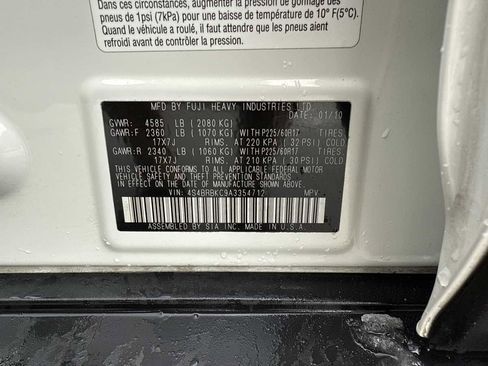 Dans ces circonstances, augmenter la pression de gonflage des
pneus de 1psi (7kPa) pour une baisse de température de 10° F(5°C).
Quand le véhicule a roulé, il faut attendre que les pneus aient
refroidi avant de contrôler la pression.
MFD BY FUJI HEAVY INDUSTRIES LTD.
DATE: 01/10
GVWR: 4585 LB (2080 KG)
GAWR:F 2360 LB (1070 KG) WITH P225/60R17 TIRES
17X7J RIMS, AT 220 KPA ( 32 PSI) COLD
GAWR:R 2340 LB (1060 KG) WITH P225/60R17 TIRES
17X7J RIMS, AT 210 KPA ( 30 PSI) COLD
THIS VEHICLE CONFORMS TO ALL APPLICABLE FEDERAL MOTOR
VEHICLE SAFETY STANDARDS IN EFFECT ON THE DATE OF
MANUFACTURE SHOWN ABOVE.
VIN: 4S4BRBKC9A3354712 MPV
ASSEMBLED BY SIA INC. MADE IN U.S.A.